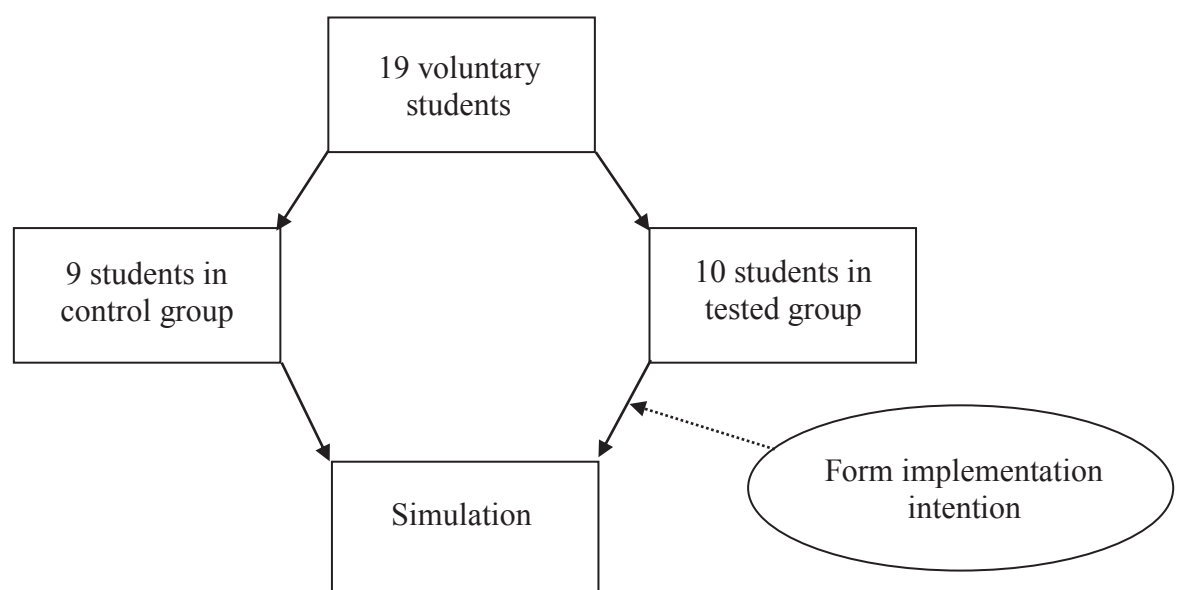 19 voluntary
students
9 students in
control group
10 students in
tested group
Form implementation
intention
Simulation